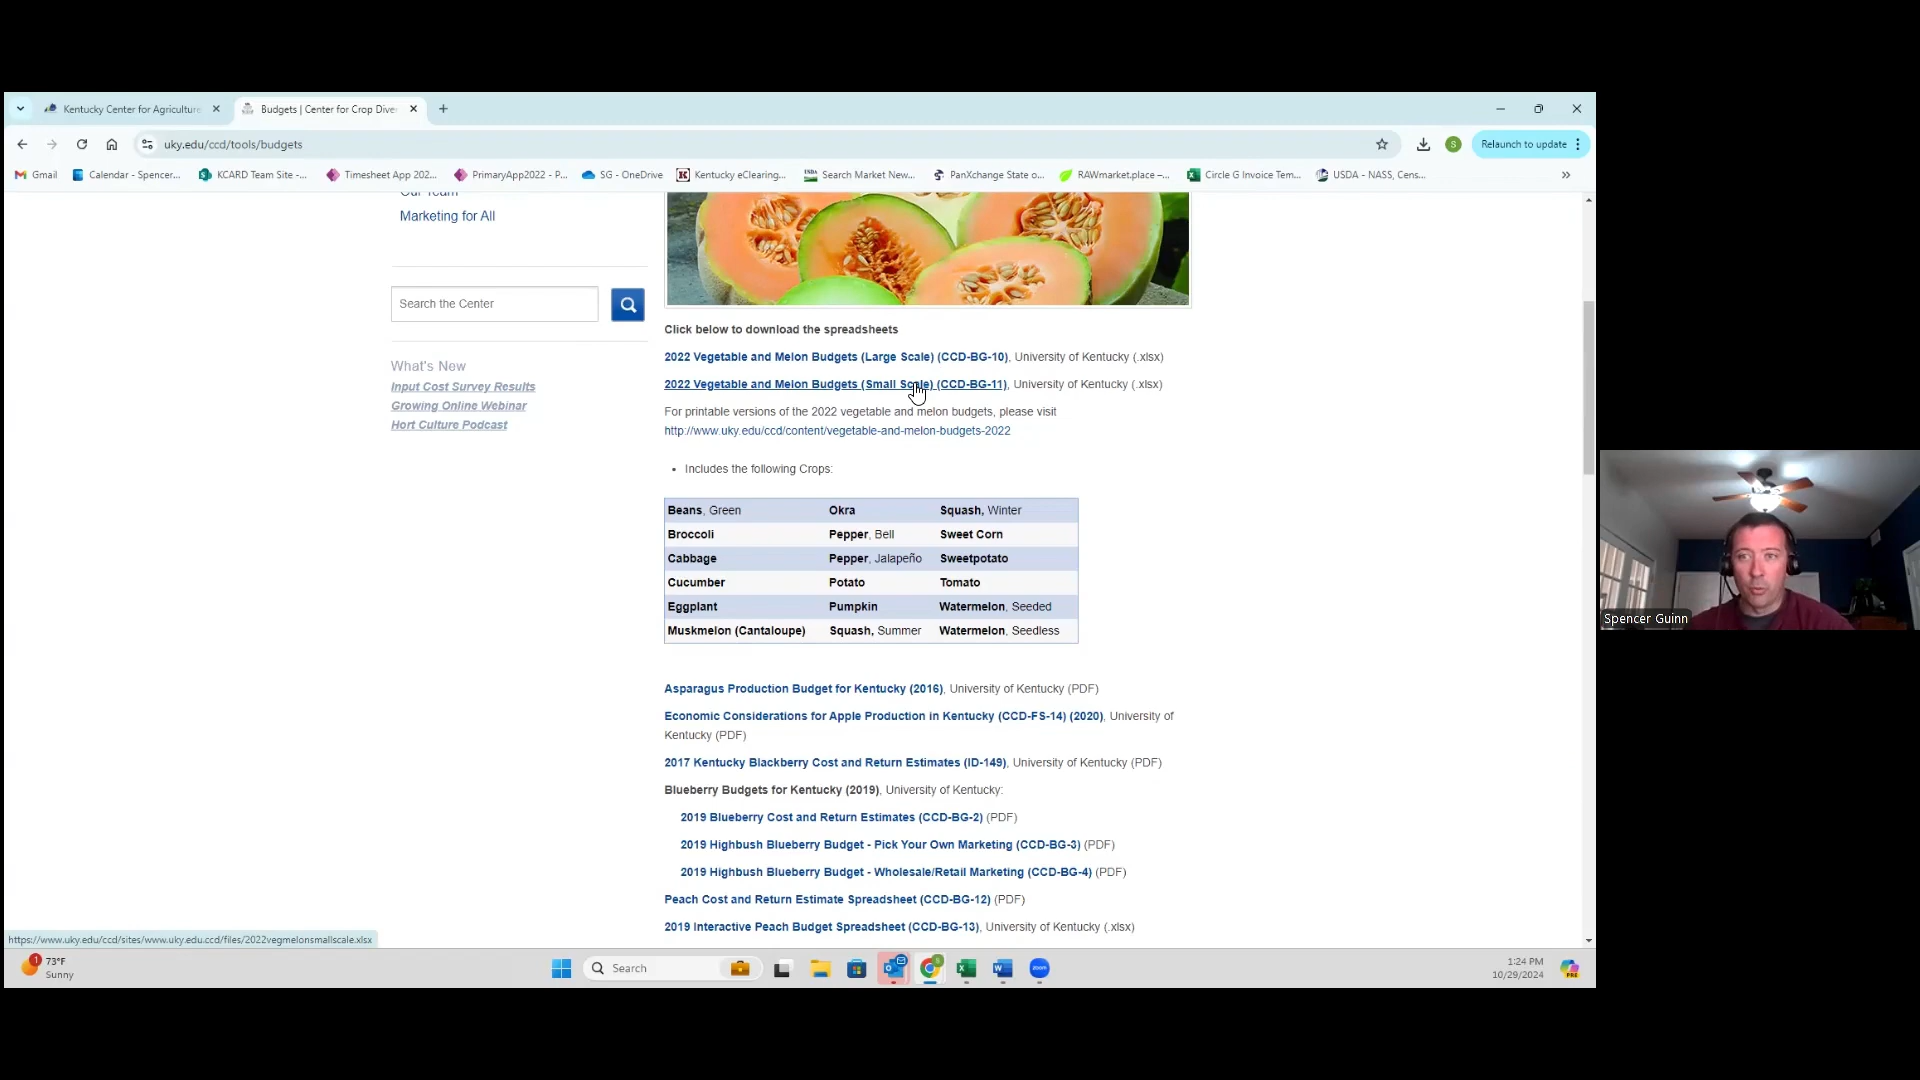 Kentucky Center for Agriculture
Budgets | Center for Crop Dive
uky.edu/ccd/tools/budgets
S
Relaunch to update
Gmail
Calendar - Spencer...
KCARD Team Site -...
Timesheet App 202...
PrimaryApp2022 - P...
SG - OneDrive
Kentucky eClearing...
Search Market New...
PanXchange State o...
RAWmarket.place –...
Circle G Invoice Tem...
USDA - NASS, Cens...
Our Team
Marketing for All
Search the Center
What's New
Input Cost Survey Results
Growing Online Webinar
Hort Culture Podcast
Click below to download the spreadsheets
2022 Vegetable and Melon Budgets (Large Scale) (CCD-BG-10), University of Kentucky (.xlsx)
2022 Vegetable and Melon Budgets (Small Scale) (CCD-BG-11), University of Kentucky (.xlsx)
For printable versions of the 2022 vegetable and melon budgets, please visit
http://www.uky.edu/ccd/content/vegetable-and-melon-budgets-2022
• Includes the following Crops:
Beans, Green Okra Squash, Winter
Broccoli Pepper, Bell Sweet Corn
Cabbage Pepper, Jalapeño Sweetpotato
Cucumber Potato Tomato
Eggplant Pumpkin Watermelon, Seeded
Muskmelon (Cantaloupe) Squash, Summer Watermelon, Seedless
Asparagus Production Budget for Kentucky (2016), University of Kentucky (PDF)
Economic Considerations for Apple Production in Kentucky (CCD-FS-14) (2020), University of
Kentucky (PDF)
2017 Kentucky Blackberry Cost and Return Estimates (ID-149), University of Kentucky (PDF)
Blueberry Budgets for Kentucky (2019), University of Kentucky:
2019 Blueberry Cost and Return Estimates (CCD-BG-2) (PDF)
2019 Highbush Blueberry Budget - Pick Your Own Marketing (CCD-BG-3) (PDF)
2019 Highbush Blueberry Budget - Wholesale/Retail Marketing (CCD-BG-4) (PDF)
Peach Cost and Return Estimate Spreadsheet (CCD-BG-12) (PDF)
2019 Interactive Peach Budget Spreadsheet (CCD-BG-13), University of Kentucky (.xlsx)
https://www.uky.edu/ccd/sites/www.uky.edu.ccd/files/2022vegmelonsmallscale.xlsx
Spencer Guinn
1
73°F
Sunny
Search
zoom
1:24 PM
10/29/2024
PRE